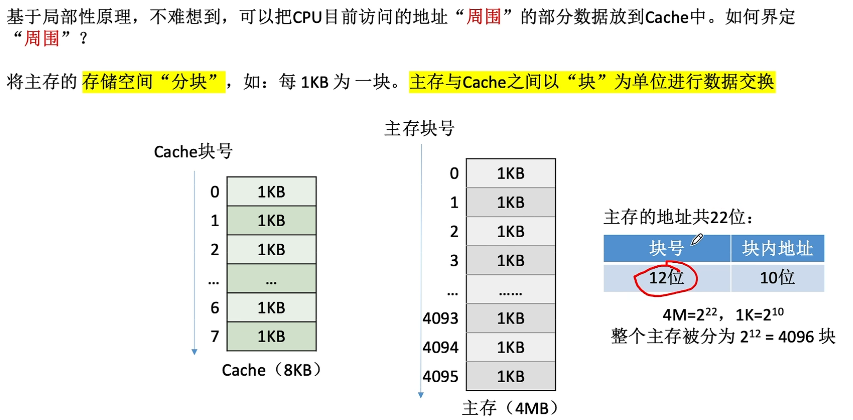 基于局部性原理，不难想到，可以把CPU目前访问的地址“周围”的部分数据放到Cache中。如何界定
“周围”？
将主存的 存储空间“分块”，如：每 1KB 为 一块。主存与Cache之间以“块”为单位进行数据交换
Cache块号
0 1KB
1 1KB
2 1KB
... ...
6 1KB
7 1KB
Cache（8KB）
主存块号
0 1KB
1 1KB
2 1KB
3 1KB
... ......
4093 1KB
4094 1KB
4095 1KB
主存（4MB）
主存的地址共22位：
块号 块内地址
12位 10位
4M=2²²，1K=2¹⁰
整个主存被分为 2¹² = 4096 块